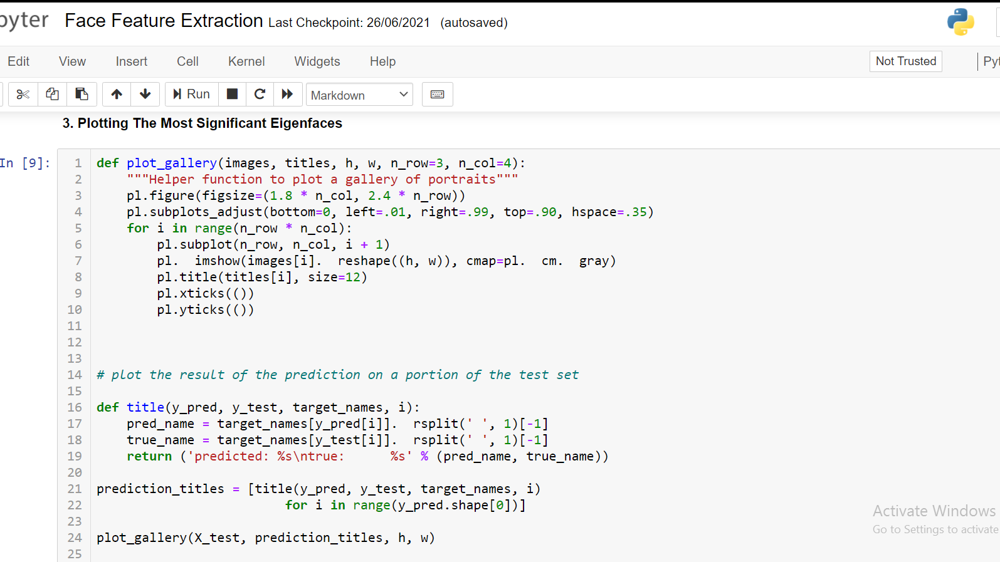 pyter Face Feature Extraction Last Checkpoint: 26/06/2021 (autosaved)
Edit View Insert Cell Kernel Widgets Help Not Trusted Pyt
Run Markdown
3. Plotting The Most Significant Eigenfaces
In [9]:
1 def plot_gallery(images, titles, h, w, n_row=3, n_col=4):
2     """Helper function to plot a gallery of portraits"""
3     pl.figure(figsize=(1.8 * n_col, 2.4 * n_row))
4     pl.subplots_adjust(bottom=0, left=.01, right=.99, top=.90, hspace=.35)
5     for i in range(n_row * n_col):
6         pl.subplot(n_row, n_col, i + 1)
7         pl.  imshow(images[i].  reshape((h, w)), cmap=pl.  cm.  gray)
8         pl.title(titles[i], size=12)
9         pl.xticks(())
10         pl.yticks(())
11
12
13
14 # plot the result of the prediction on a portion of the test set
15
16 def title(y_pred, y_test, target_names, i):
17     pred_name = target_names[y_pred[i]].  rsplit(' ', 1)[-1]
18     true_name = target_names[y_test[i]].  rsplit(' ', 1)[-1]
19     return ('predicted: %s\ntrue:      %s' % (pred_name, true_name))
20
21 prediction_titles = [title(y_pred, y_test, target_names, i)
22                          for i in range(y_pred.shape[0])]
23
24 plot_gallery(X_test, prediction_titles, h, w)
25
Activate Windows
Go to Settings to activate